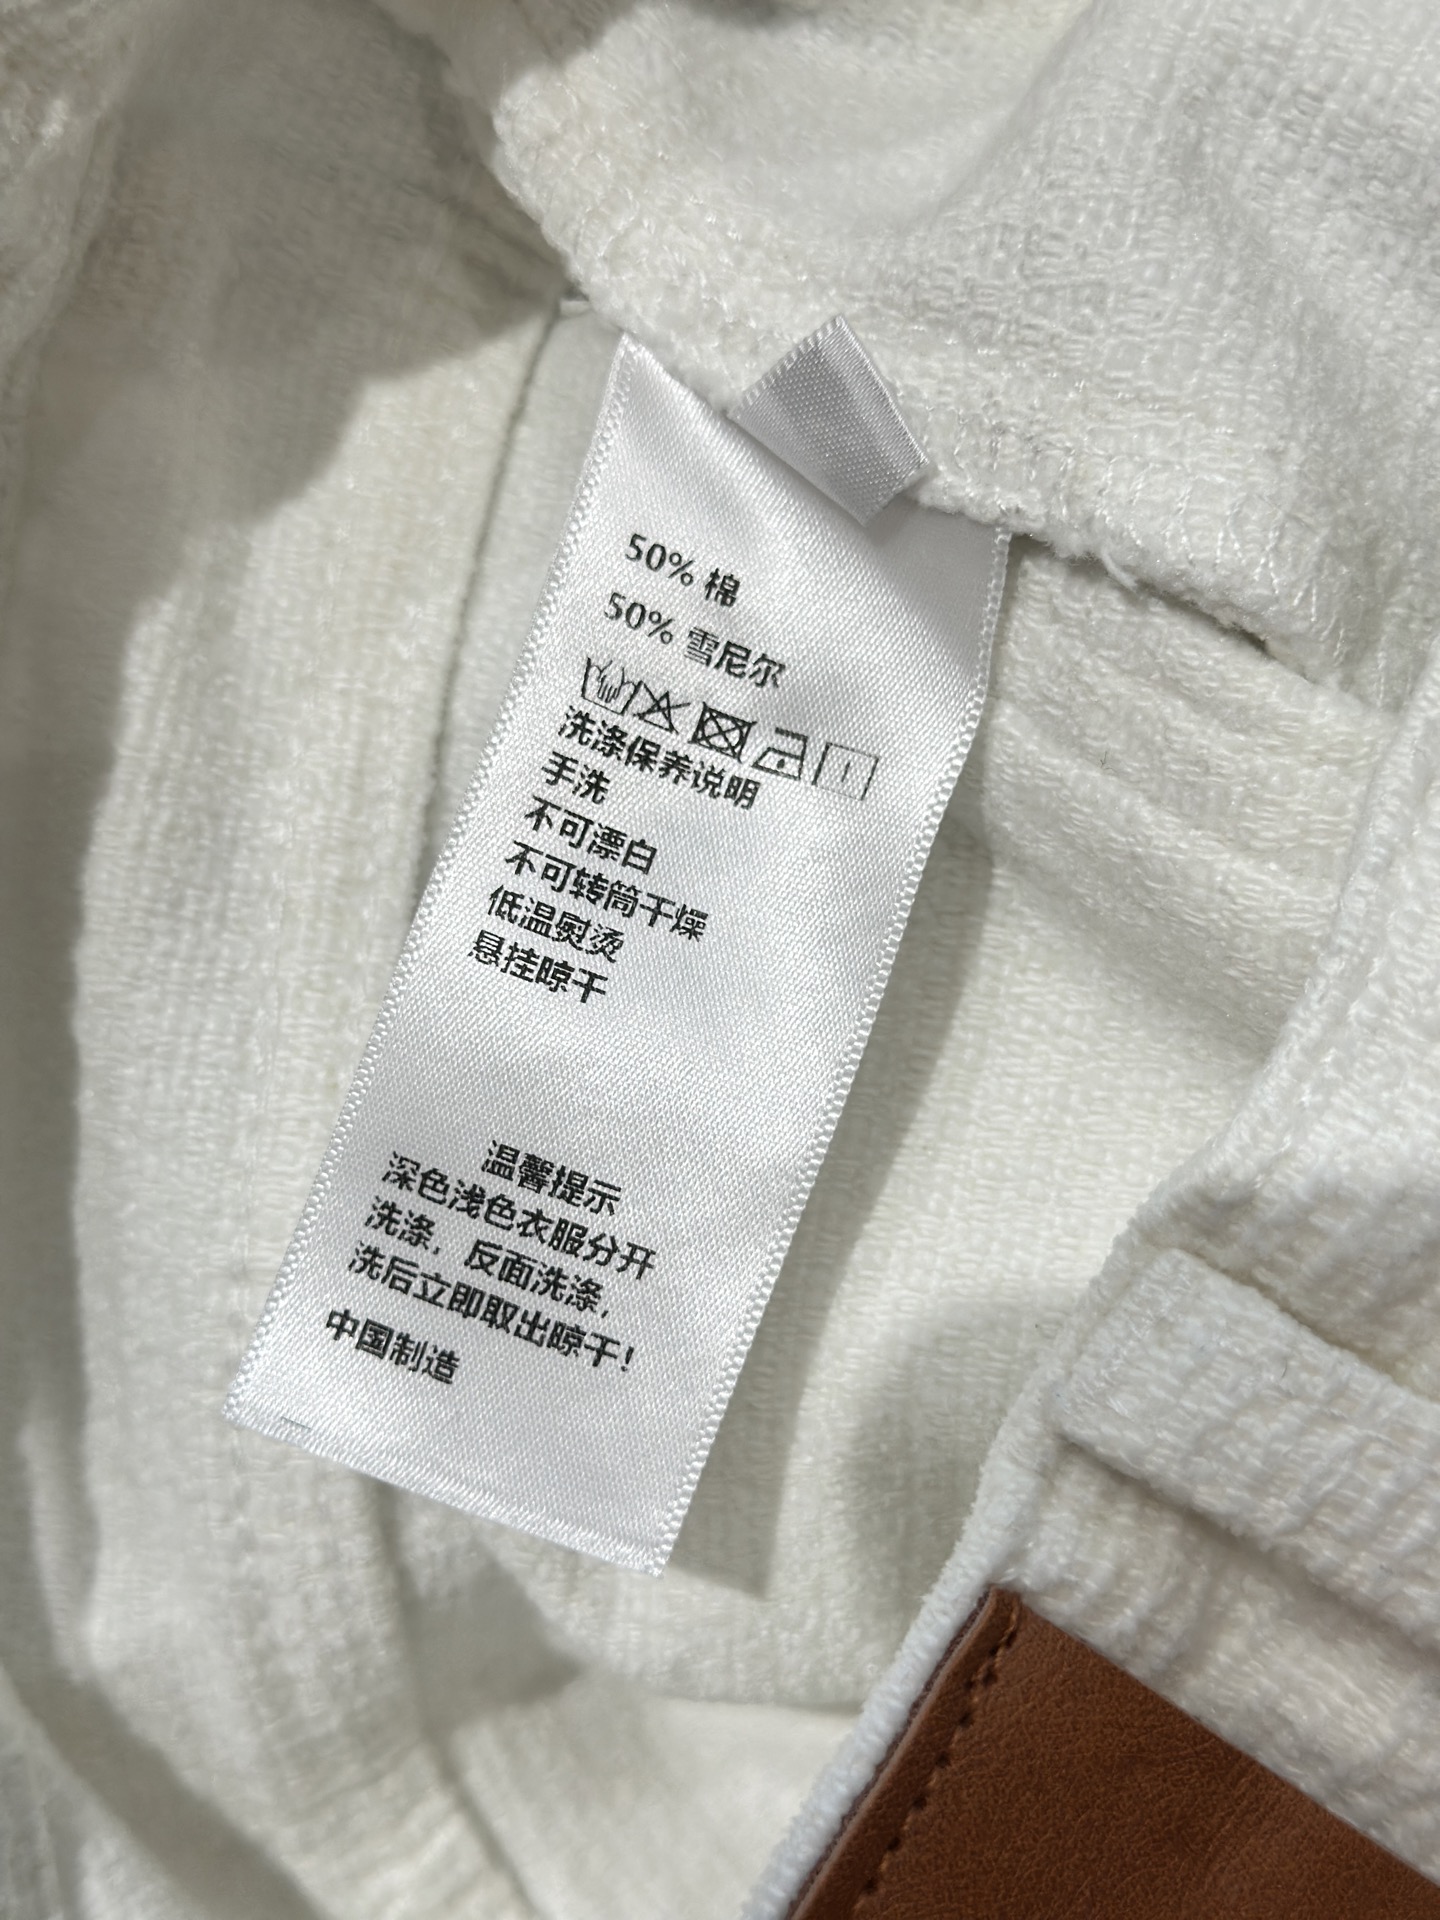 50% 棉
50% 雪尼尔
洗涤保养说明
手洗
不可漂白
不可转筒干燥
低温熨烫
悬挂晾干
温馨提示
深色浅色衣服分开
洗涤，反面洗涤，
洗后立即取出晾干！
中国制造